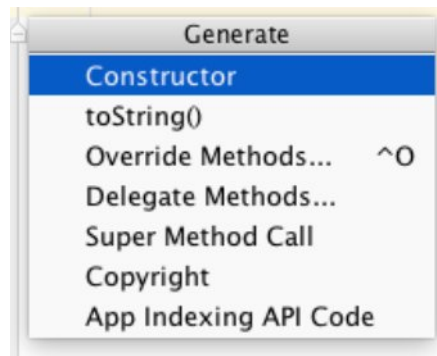 Generate
Constructor
toString()
Override Methods... ^O
Delegate Methods...
Super Method Call
Copyright
App Indexing API Code